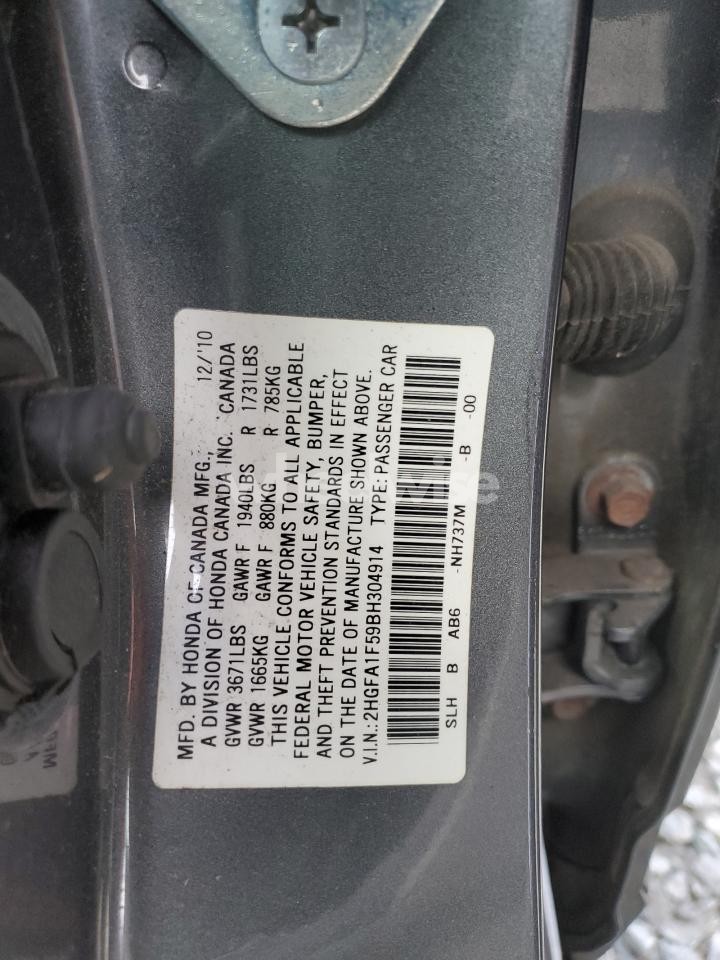 MFD. BY HONDA OF CANADA MFG., 12/'10
A DIVISION OF HONDA CANADA INC. CANADA
GVWR 3671LBS GAWR F 1940LBS R 1731LBS
GVWR 1665KG GAWR F 880KG R 785KG
THIS VEHICLE CONFORMS TO ALL APPLICABLE
FEDERAL MOTOR VEHICLE SAFETY, BUMPER,
AND THEFT PREVENTION STANDARDS IN EFFECT
ON THE DATE OF MANUFACTURE SHOWN ABOVE.
V.I.N.: 2HGFA1F59BH304914 TYPE: PASSENGER CAR
SLH B AB6 -NH737M -B -00